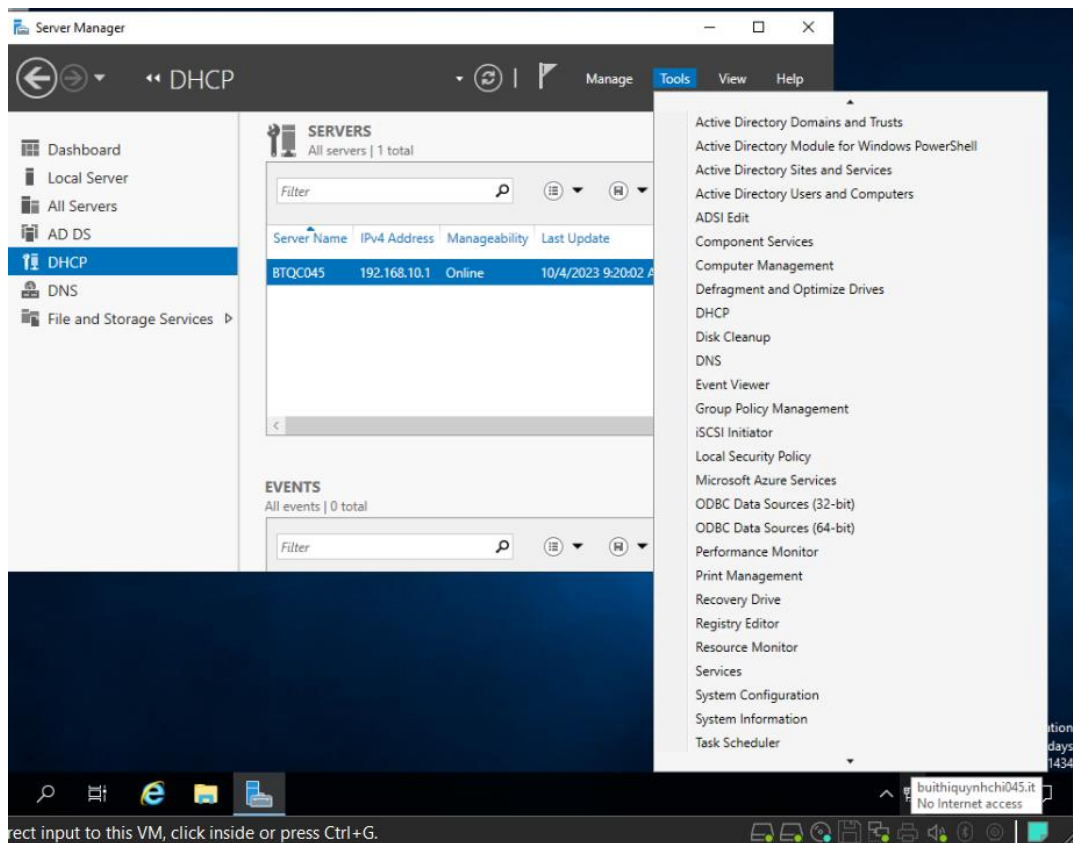 Server Manager
DHCP
Manage Tools View Help
Dashboard
Local Server
All Servers
AD DS
DHCP
DNS
File and Storage Services
SERVERS
All servers | 1 total
Filter
Server Name IPv4 Address Manageability Last Update
BTQC045 192.168.10.1 Online 10/4/2023 9:20:02 A
EVENTS
All events | 0 total
Filter
Active Directory Domains and Trusts
Active Directory Module for Windows PowerShell
Active Directory Sites and Services
Active Directory Users and Computers
ADSI Edit
Component Services
Computer Management
Defragment and Optimize Drives
DHCP
Disk Cleanup
DNS
Event Viewer
Group Policy Management
iSCSI Initiator
Local Security Policy
Microsoft Azure Services
ODBC Data Sources (32-bit)
ODBC Data Sources (64-bit)
Performance Monitor
Print Management
Recovery Drive
Registry Editor
Resource Monitor
Services
System Configuration
System Information
Task Scheduler
ation
days
1434
buithiquynhchi045.it
No Internet access
rect input to this VM, click inside or press Ctrl+G.